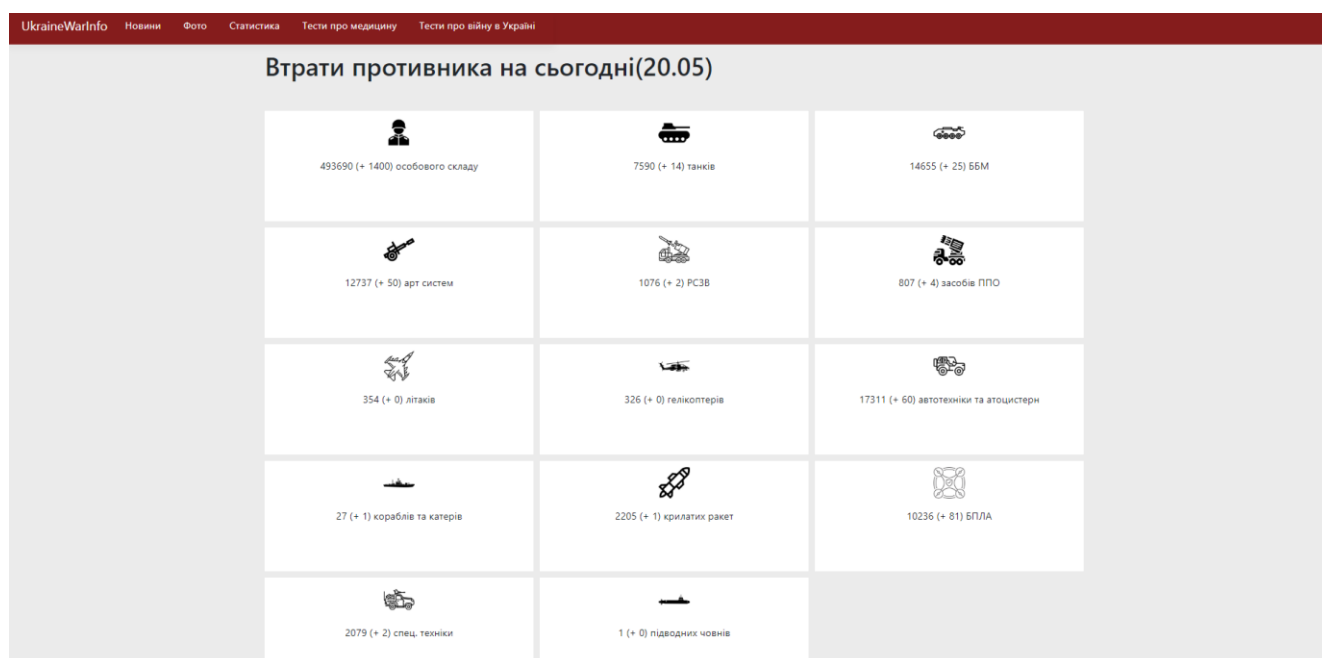 UkraineWarInfo Новини Фото Статистика Тести про медицину Тести про війну в Україні
Втрати противника на сьогодні(20.05)
493690 (+ 1400) особового складу
7590 (+ 14) танків
14655 (+ 25) ББМ
12737 (+ 50) арт систем
1076 (+ 2) РСЗВ
807 (+ 4) засобів ППО
354 (+ 0) літаків
326 (+ 0) гелікоптерів
17311 (+ 60) автотехніки та атоцистерн
27 (+ 1) кораблів та катерів
2205 (+ 1) крилатих ракет
10236 (+ 81) БПЛА
2079 (+ 2) спец. техніки
1 (+ 0) підводних човнів